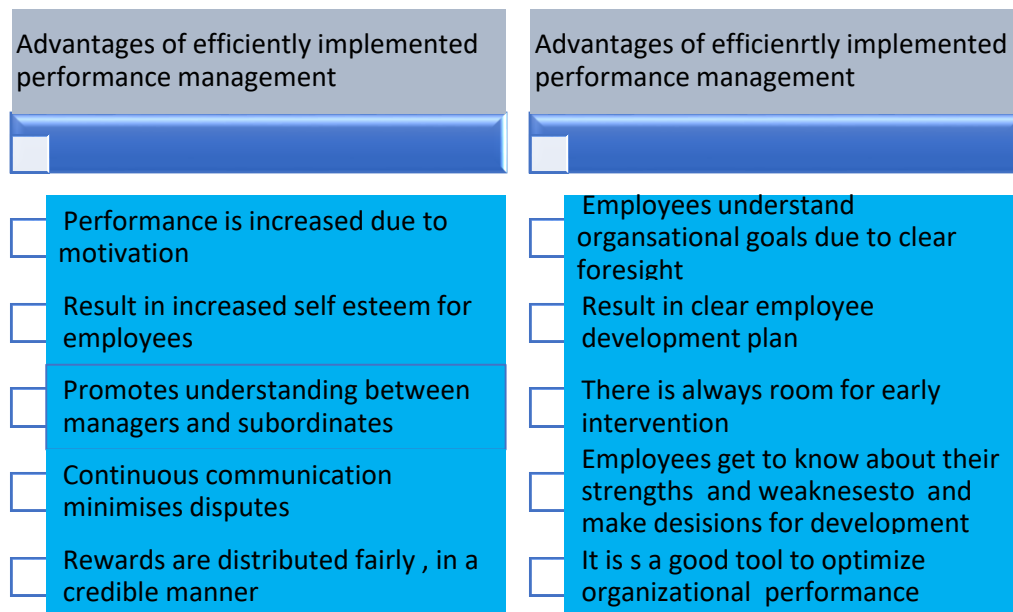 Advantages of efficiently implemented
performance management
Performance is increased due to
motivation
Result in increased self esteem for
employees
Promotes understanding between
managers and subordinates
Continuous communication
minimises disputes
Rewards are distributed fairly , in a
credible manner
Advantages of efficienrtly implemented
performance management
Employees understand
organsational goals due to clear
foresight
Result in clear employee
development plan
There is always room for early
intervention
Employees get to know about their
strengths and weaknesesto and
make desisions for development
It is s a good tool to optimize
organizational performance